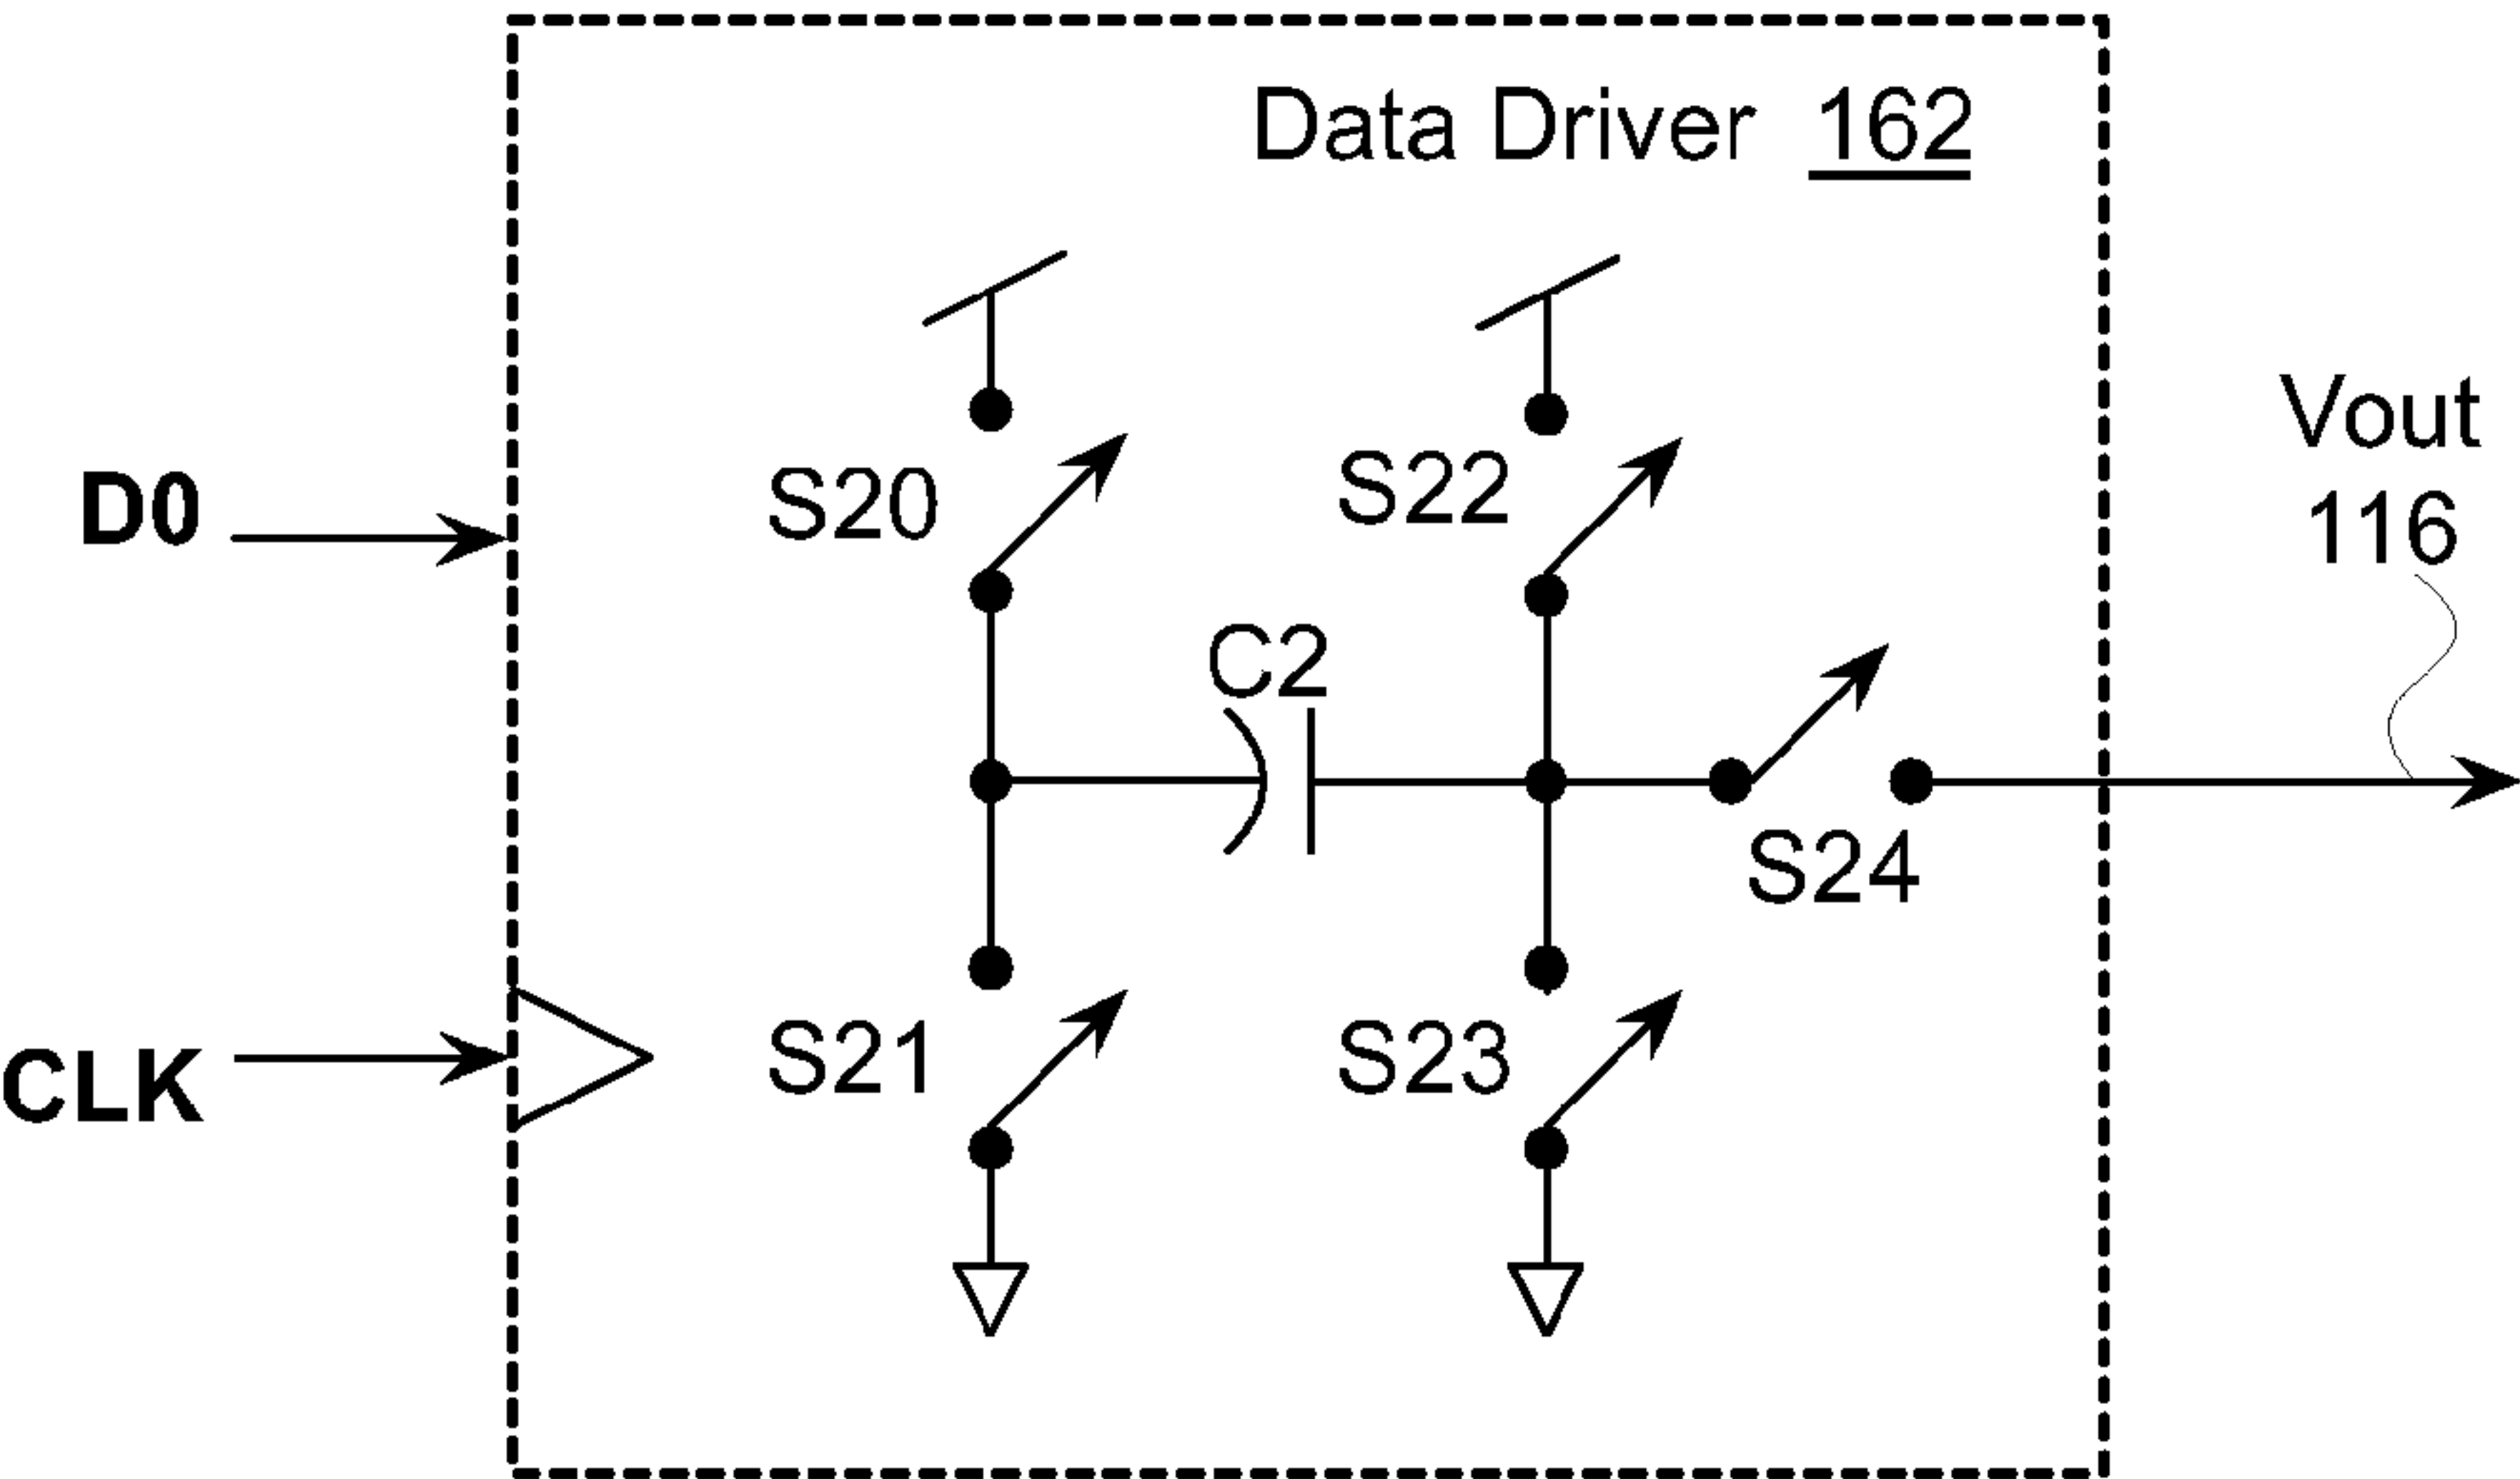 Data Driver 162
Vout
116
D0
S20
S22
C2
S24
CLK
S21
S23